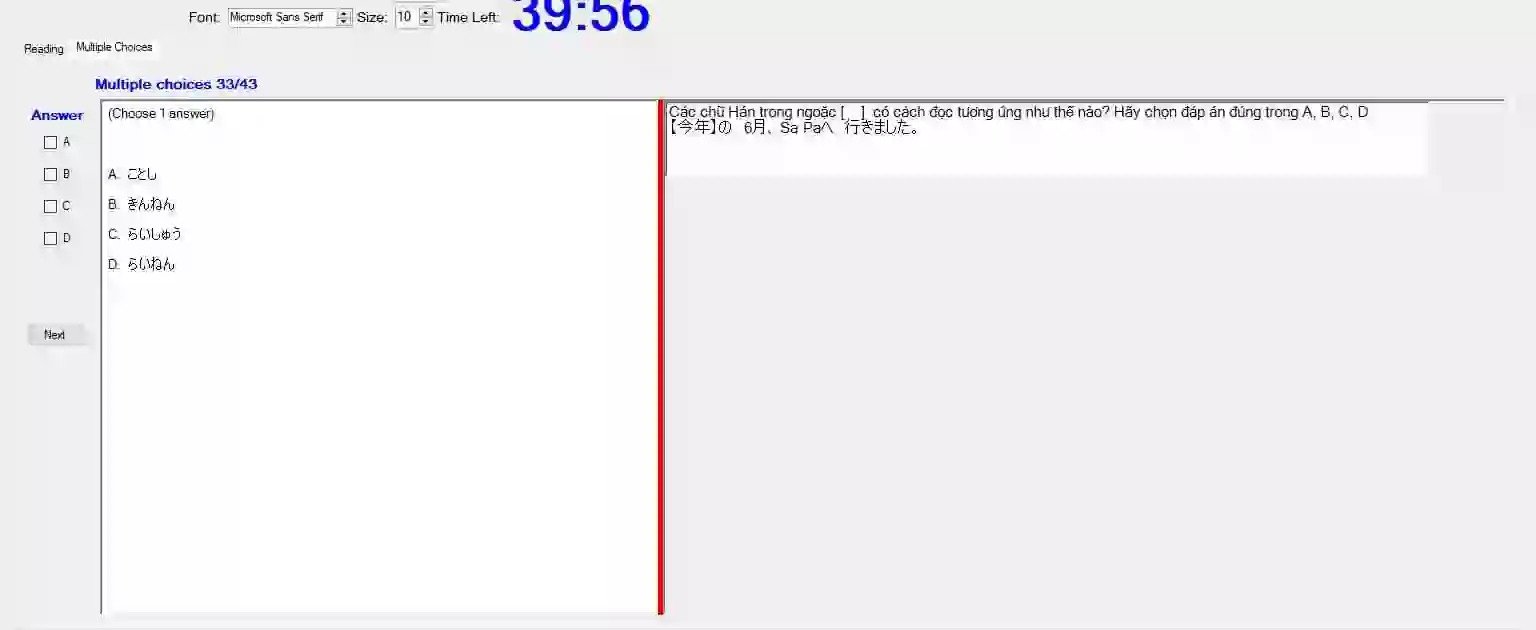 Font: Microsoft Sans Serif Size: 10 Time Left: 39:56
Reading Multiple Choices
Multiple choices 33/43
Answer
A
B
C
D
Next
(Choose 1 answer)
A. ことし
B. きんねん
C. らいしゅう
D. らいねん
Các chữ Hán trong ngoặc [ _ ] có cách đọc tương ứng như thế nào? Hãy chọn đáp án đúng trong A, B, C, D
【今年】の 6月、Sa Paへ 行きました。